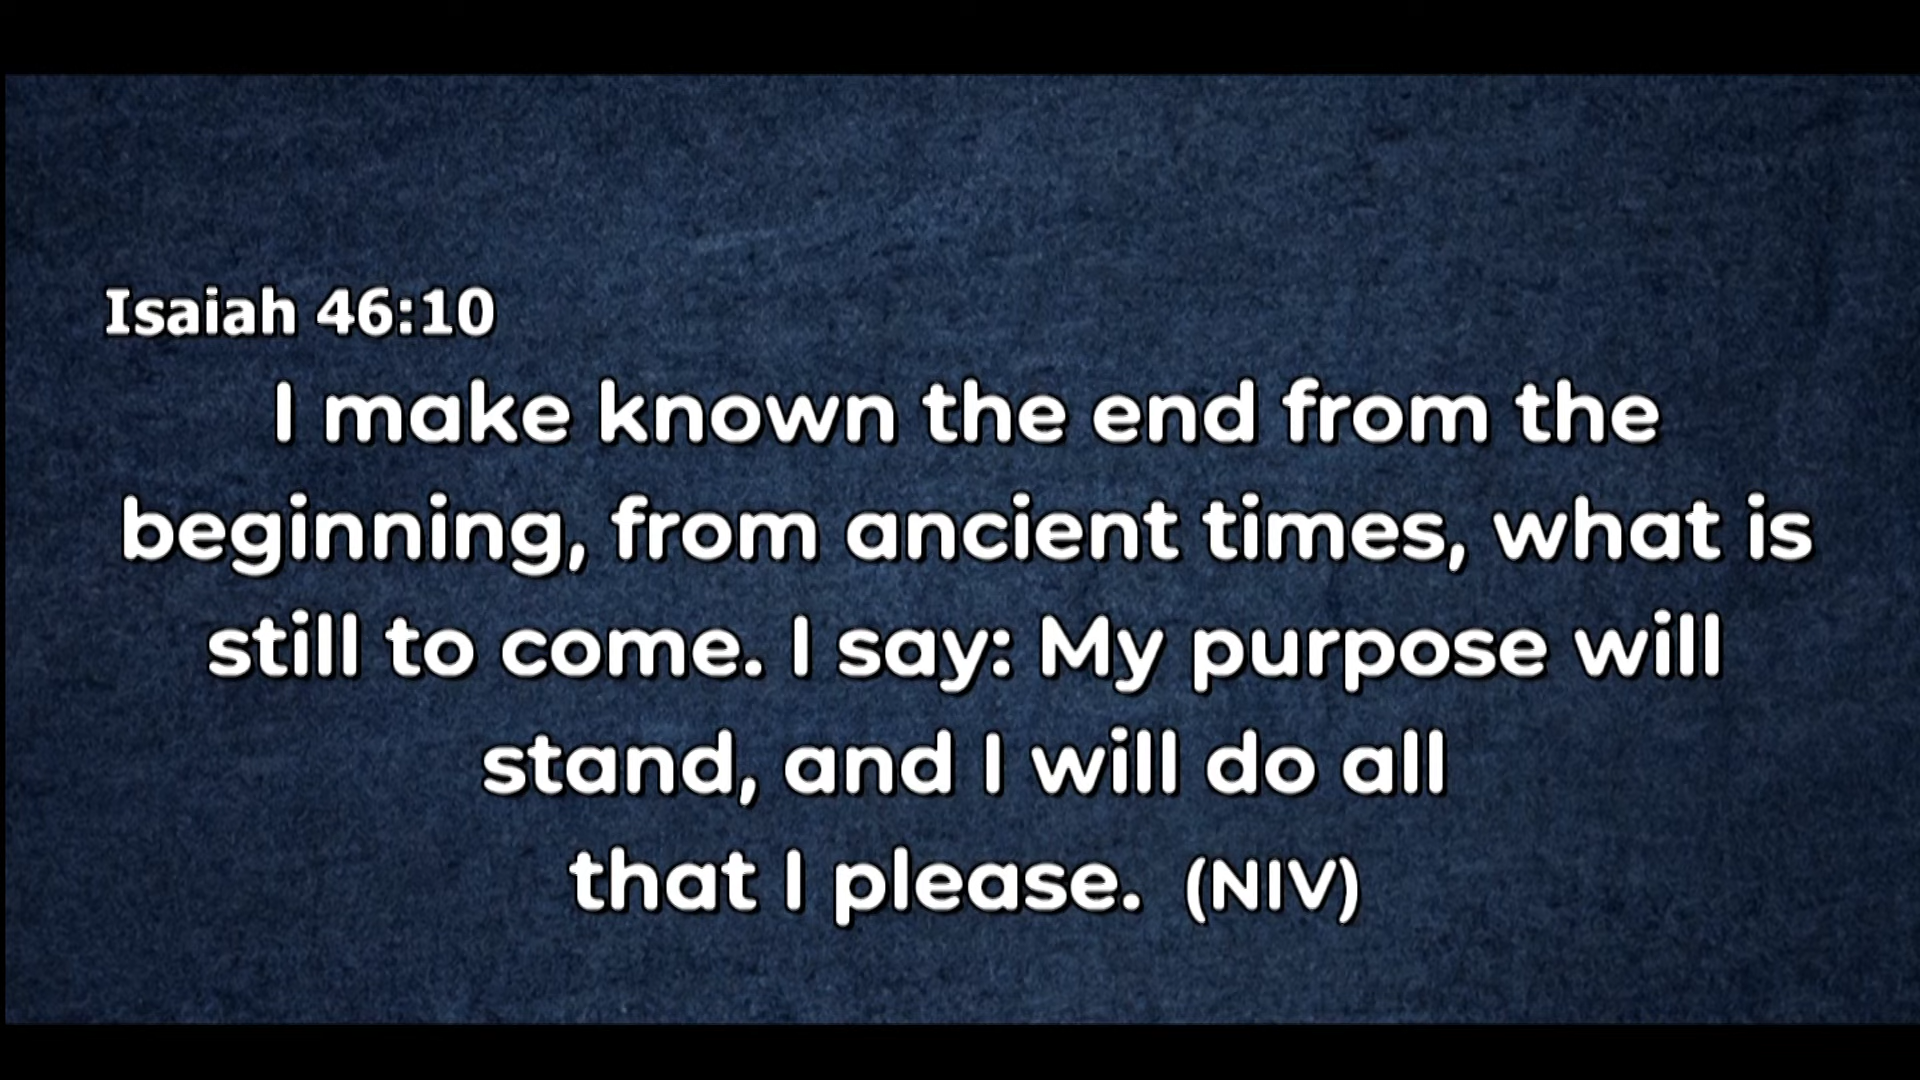 Isaiah 46:10
I make known the end from the
beginning, from ancient times, what is
still to come. I say: My purpose will
stand, and I will do all
that I please. (NIV)